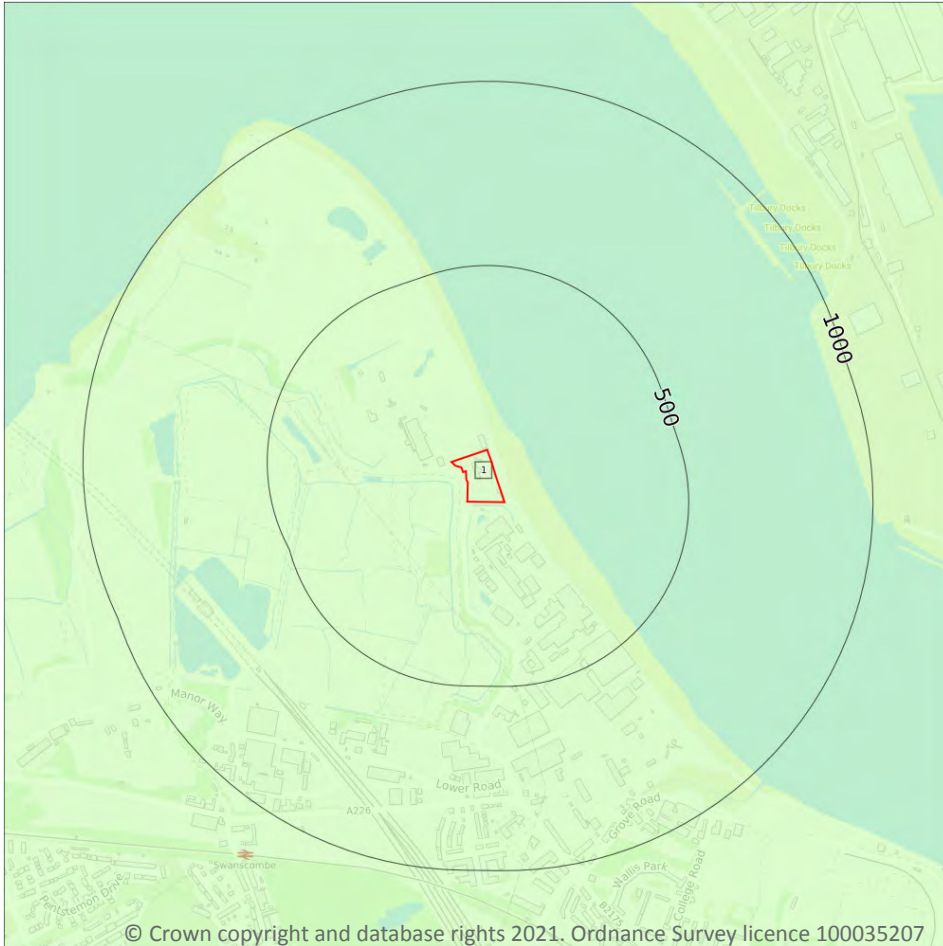 Tilbury Docks
Tilbury Docks
Tilbury Docks
Tilbury Docks
1000
500
1
Manor Way
Lower Road
A226
Grove Road
Swanscombe
Wallis Park
College Road
Pentstemon Drive
B2175
© Crown copyright and database rights 2021. Ordnance Survey licence 100035207